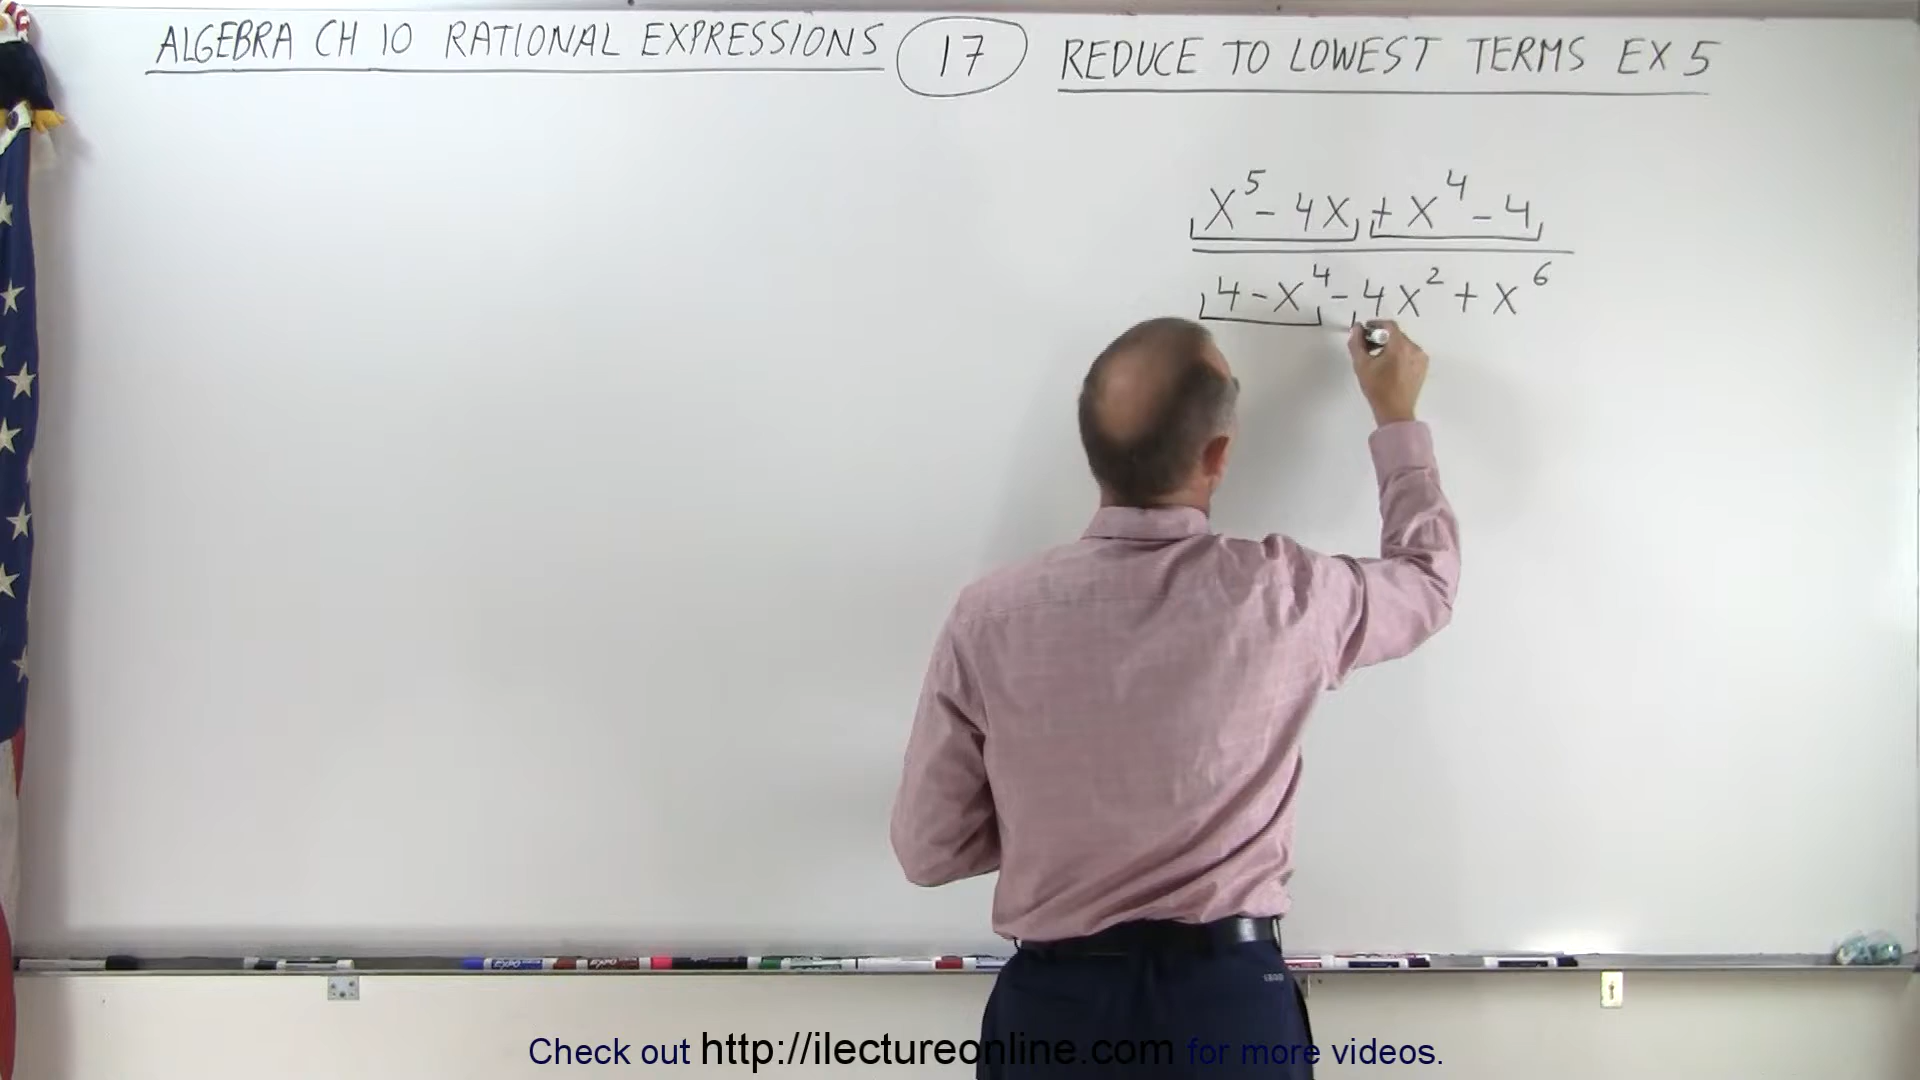 ALGEBRA CH 10 RATIONAL EXPRESSIONS 17 REDUCE TO LOWEST TERMS EX 5
x⁵ - 4x + x⁴ - 4
4 - x⁴ - 4x² + x⁶
Check out http://ilectureonline.com for more videos.